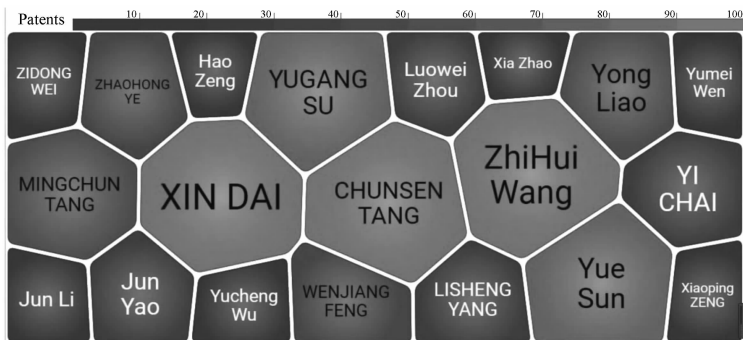 Patents 10 20 30 40 50 60 70 80 90 100
ZIDONG
WEI
ZHAOHONG
YE
Hao
Zeng
YUGANG
SU
Luowei
Zhou
Xia Zhao
Yong
Liao
Yumei
Wen
MINGCHUN
TANG
XIN DAI
CHUNSEN
TANG
ZhiHui
Wang
YI
CHAI
Jun Li
Jun
Yao
Yucheng
Wu
WENJIANG
FENG
LISHENG
YANG
Yue
Sun
Xiaoping
ZENG